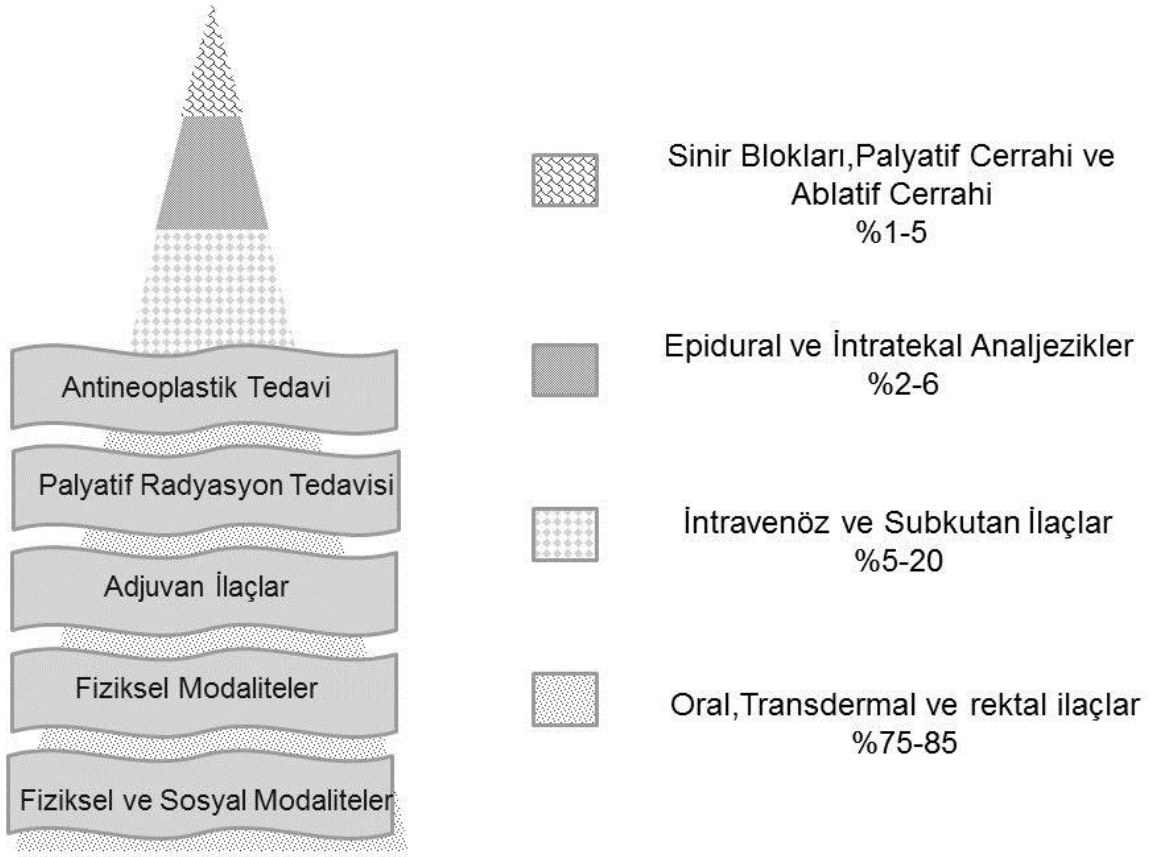 Antineoplastik Tedavi
Palyatif Radyasyon Tedavisi
Adjuvan İlaçlar
Fiziksel Modaliteler
Fiziksel ve Sosyal Modaliteler
Sinir Blokları,Palyatif Cerrahi ve
Ablatif Cerrahi
%1-5
Epidural ve İntratekal Analjezikler
%2-6
İntravenöz ve Subkutan İlaçlar
%5-20
Oral,Transdermal ve rektal ilaçlar
%75-85